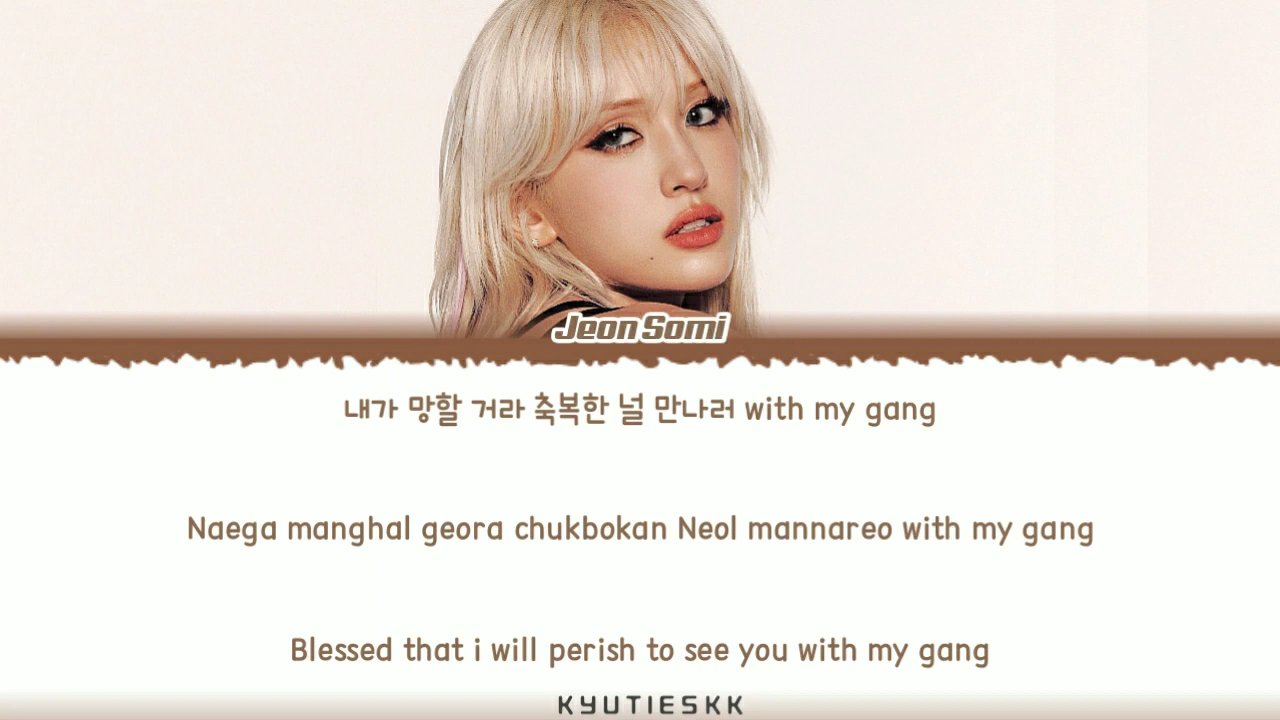 Jeon Somi
내가 망할 거라 축복한 널 만나러 with my gang
Naega manghal geora chukbokan Neol mannareo with my gang
Blessed that i will perish to see you with my gang
KYUTIESKK